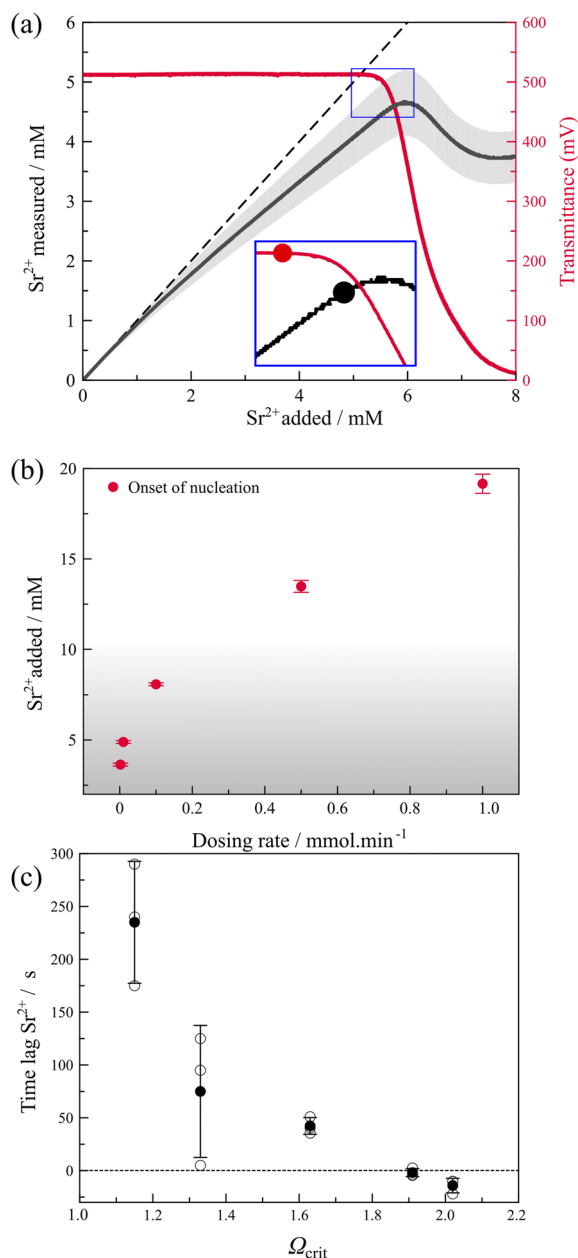 (a)
6
5
4
3
2
1
0
Sr²⁺ measured / mM
600
500
400
300
200
100
0
Transmittance (mV)
0 2 4 6 8
Sr²⁺added / mM
(b)
20
15
10
5
Sr²⁺added / mM
Onset of nucleation
0 0.2 0.4 0.6 0.8 1.0
Dosing rate / mmol.min⁻¹
(c)
300
250
200
150
100
50
0
Time lag Sr²⁺ / s
1.0 1.2 1.4 1.6 1.8 2.0 2.2
Ωcrit